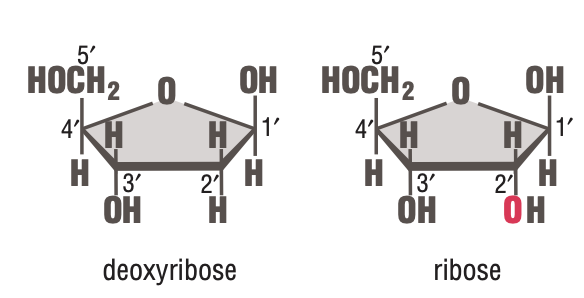 5′ 5′
HOCH2 O OH HOCH2 O OH
4′ H H 1′ 4′ H H 1′
H 3′ 2′ H H 3′ 2′ H
OH H OH OH
deoxyribose ribose